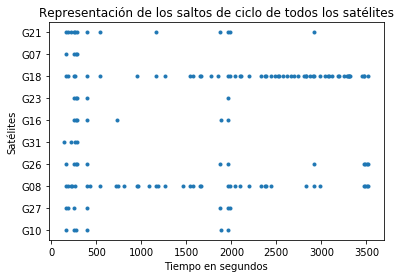 Representación de los saltos de ciclo de todos los satélites
Satélites
G21
G07
G18
G23
G16
G31
G26
G08
G27
G10
0 500 1000 1500 2000 2500 3000 3500
Tiempo en segundos